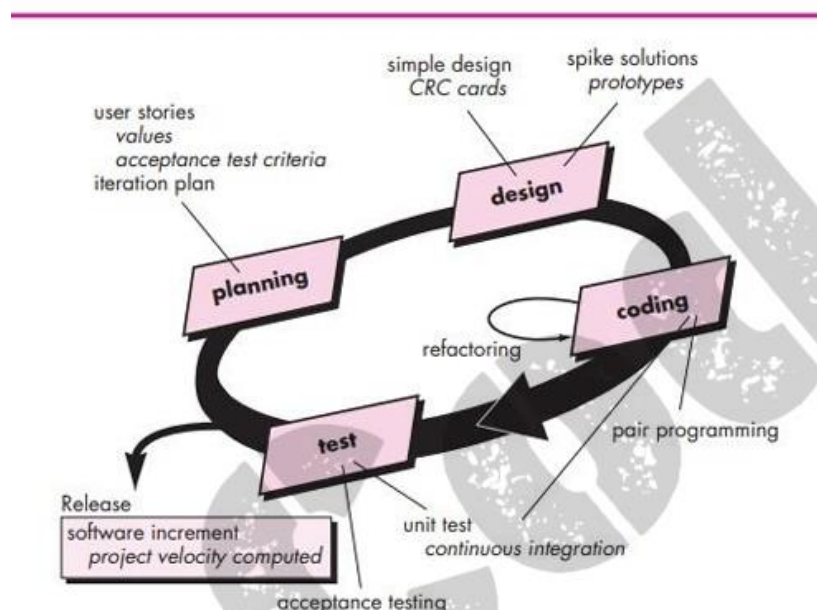 simple design
CRC cards
spike solutions
prototypes
user stories
values
acceptance test criteria
iteration plan
design
planning
coding
refactoring
pair programming
test
Release
software increment
project velocity computed
unit test
continuous integration
acceptance testing